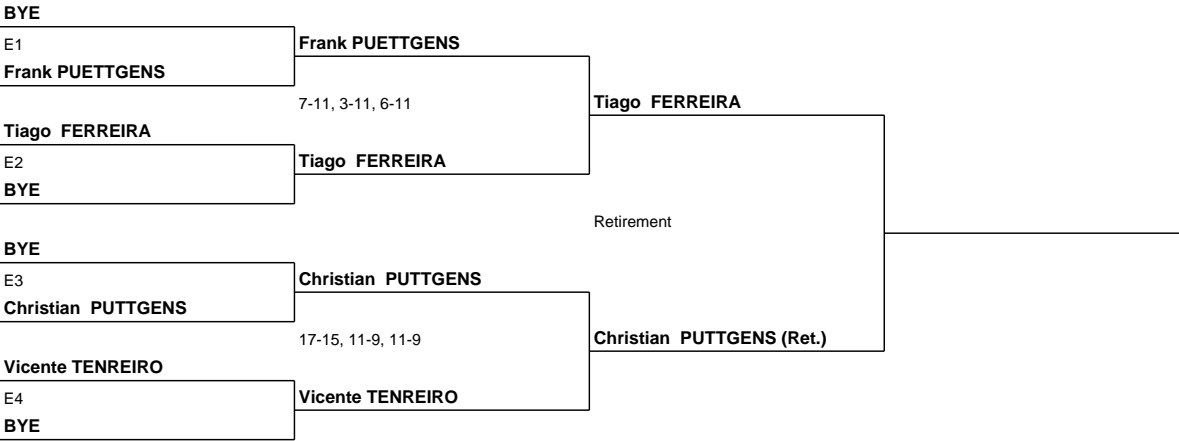 BYE
E1
Frank PUETTGENS
Frank PUETTGENS
7-11, 3-11, 6-11
Tiago  FERREIRA
Tiago  FERREIRA
E2
Tiago  FERREIRA
BYE
Retirement
BYE
E3
Christian  PUTTGENS
Christian  PUTTGENS
17-15, 11-9, 11-9
Christian  PUTTGENS (Ret.)
Vicente TENREIRO
E4
Vicente TENREIRO
BYE